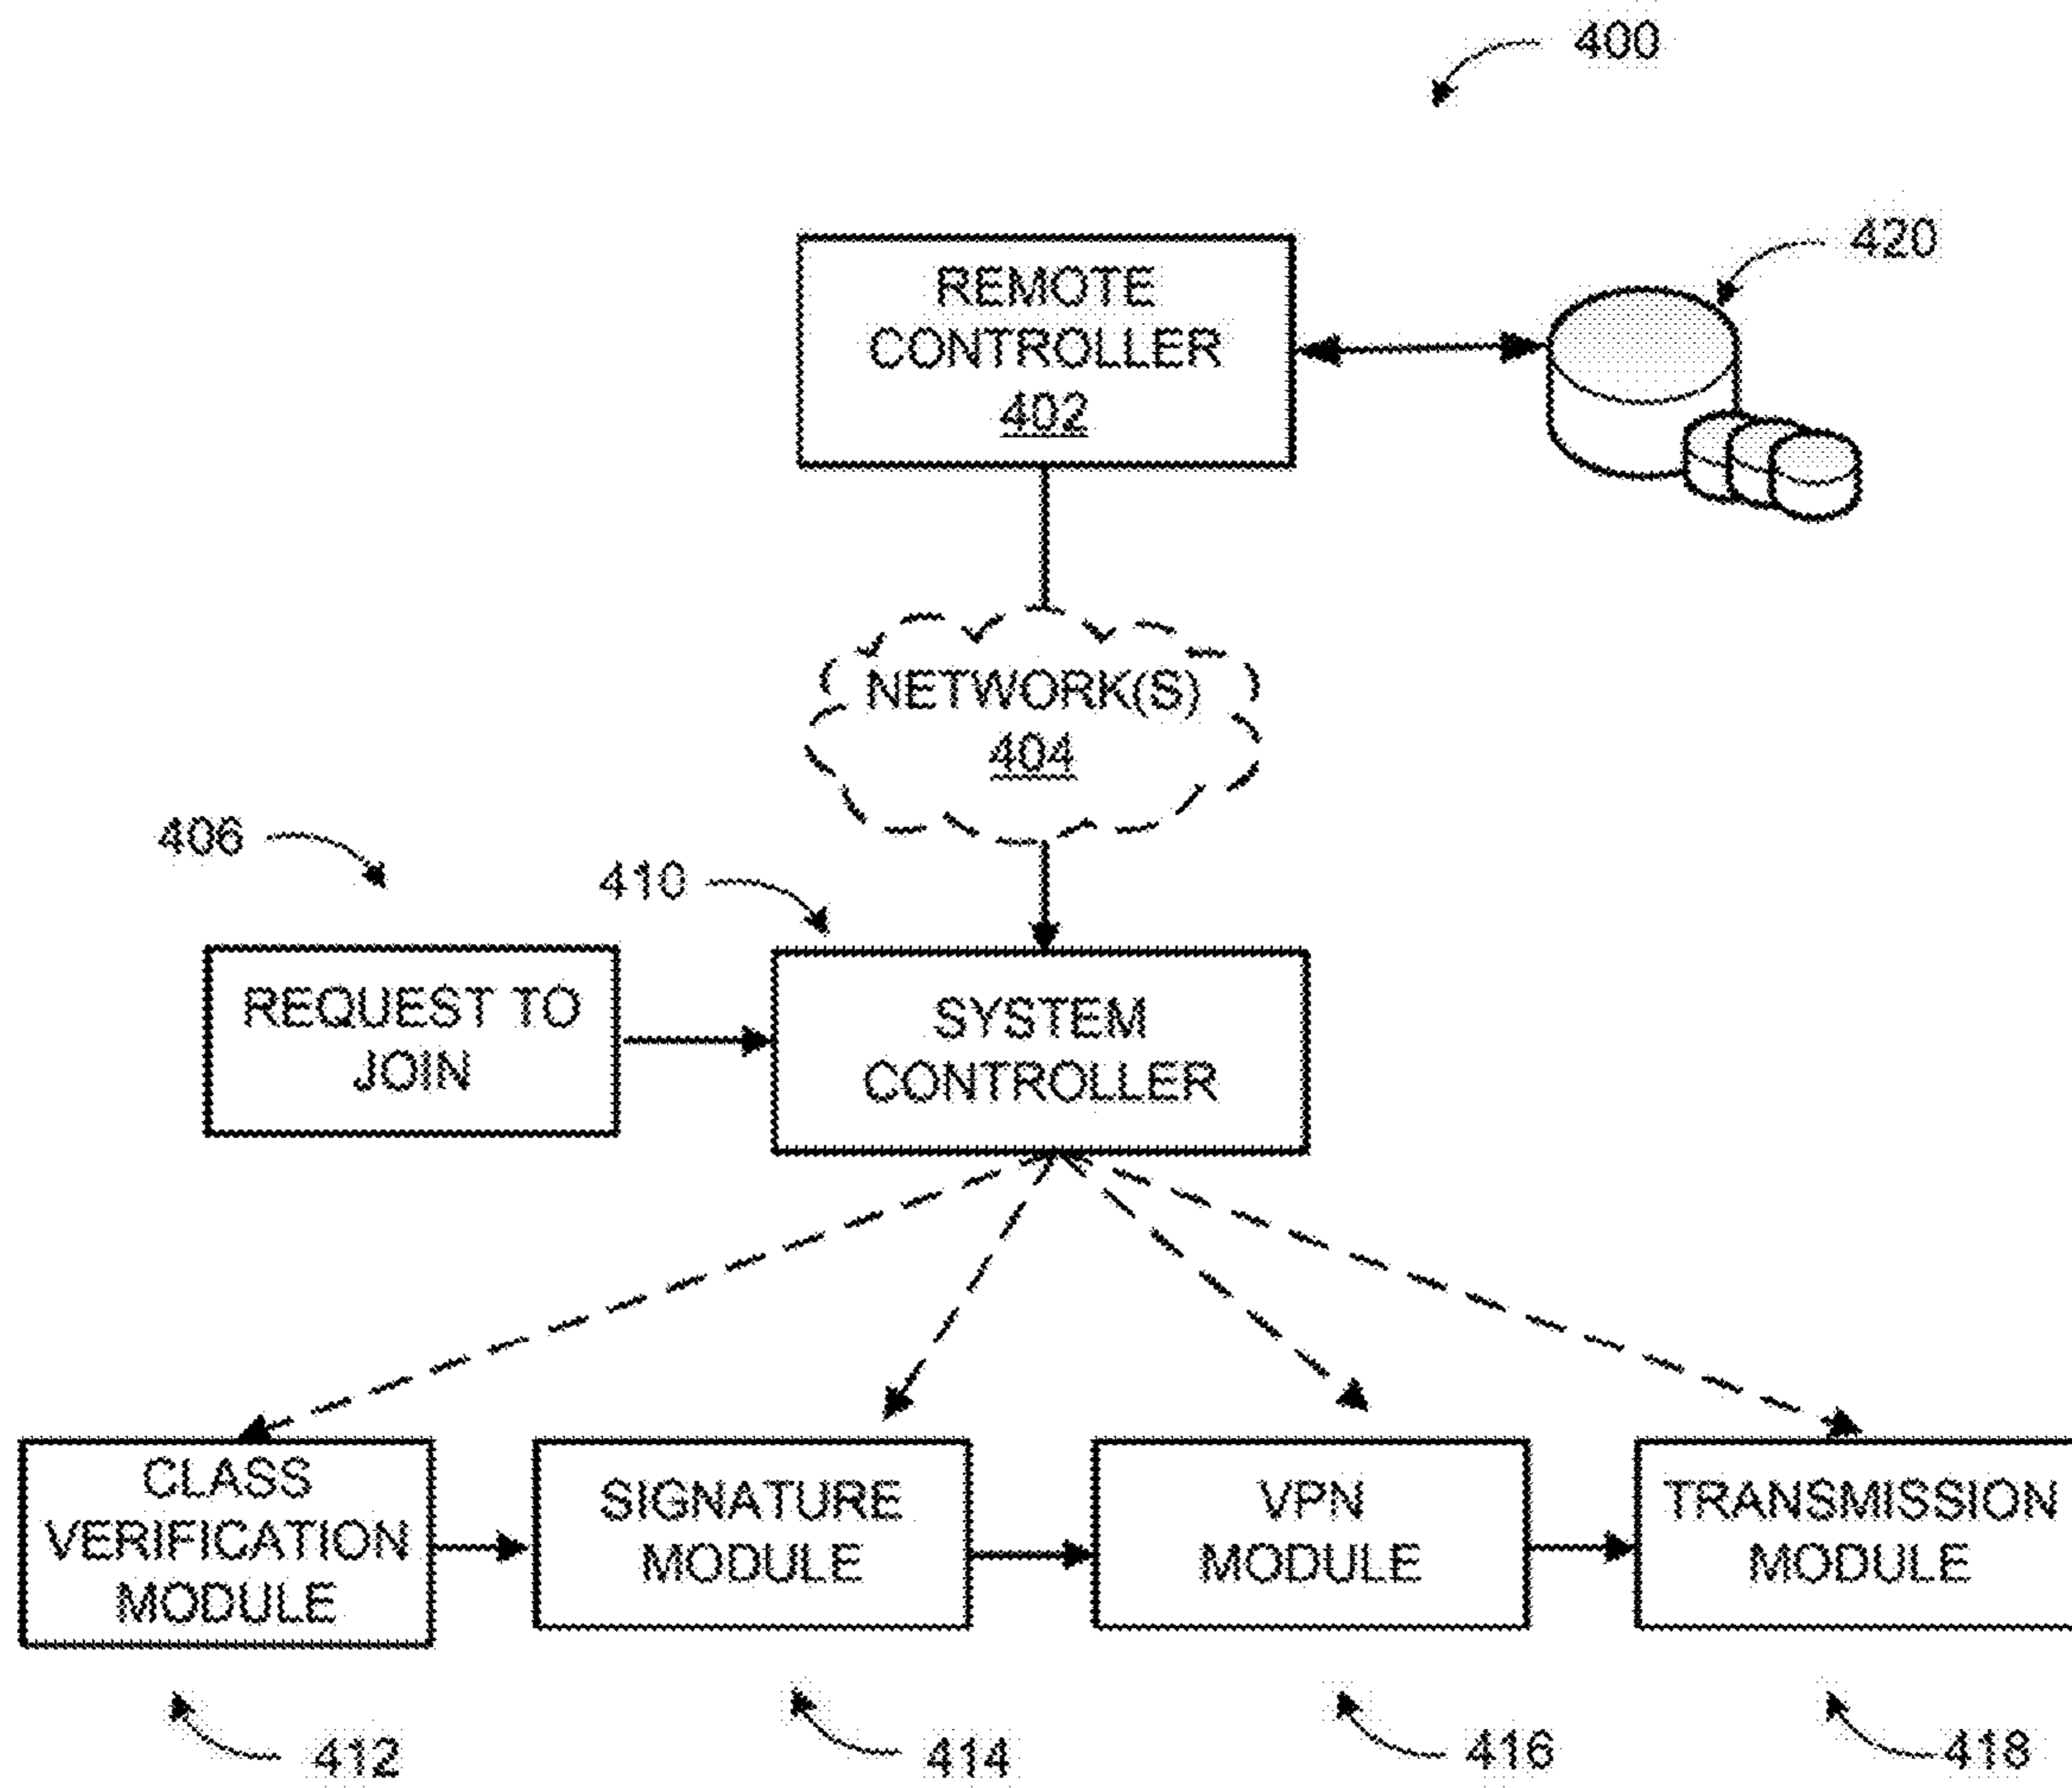 400
420
REMOTE
CONTROLLER
402
NETWORK(S)
404
406
410
REQUEST TO
JOIN
SYSTEM
CONTROLLER
CLASS
VERIFICATION
MODULE
SIGNATURE
MODULE
VPN
MODULE
TRANSMISSION
MODULE
412
414
416
418